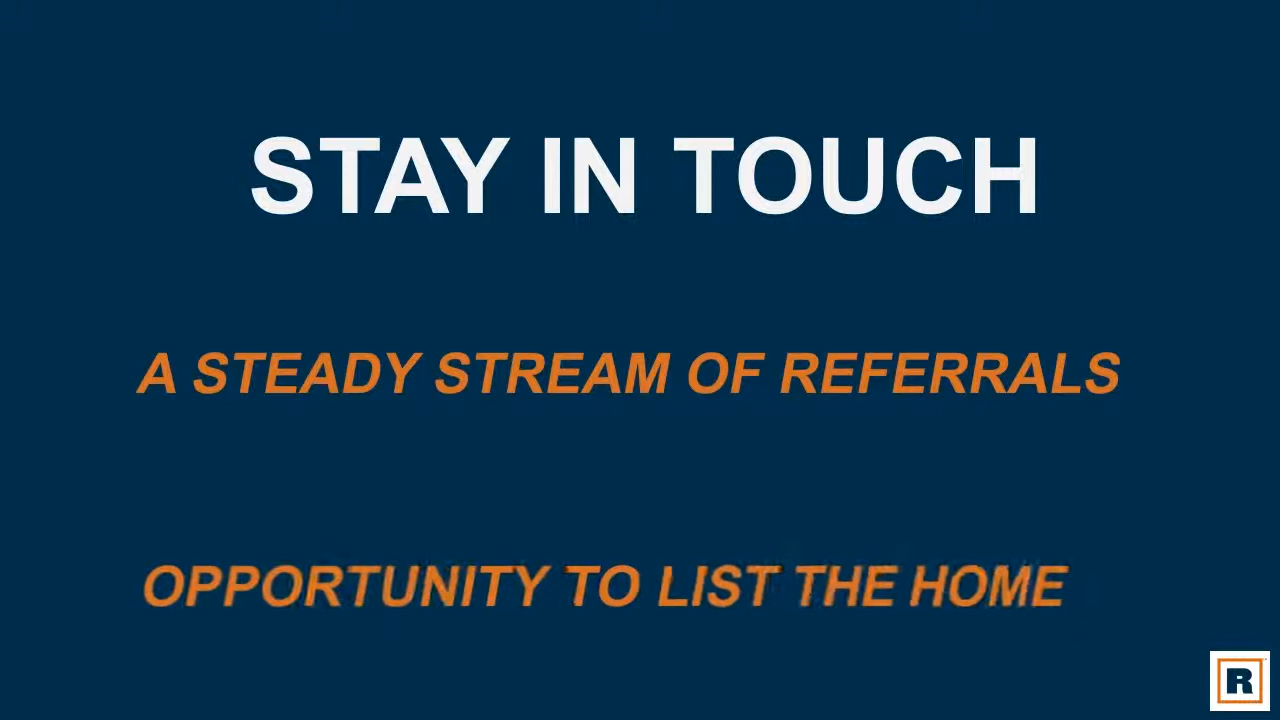 STAY IN TOUCH
A STEADY STREAM OF REFERRALS
OPPORTUNITY TO LIST THE HOME
R